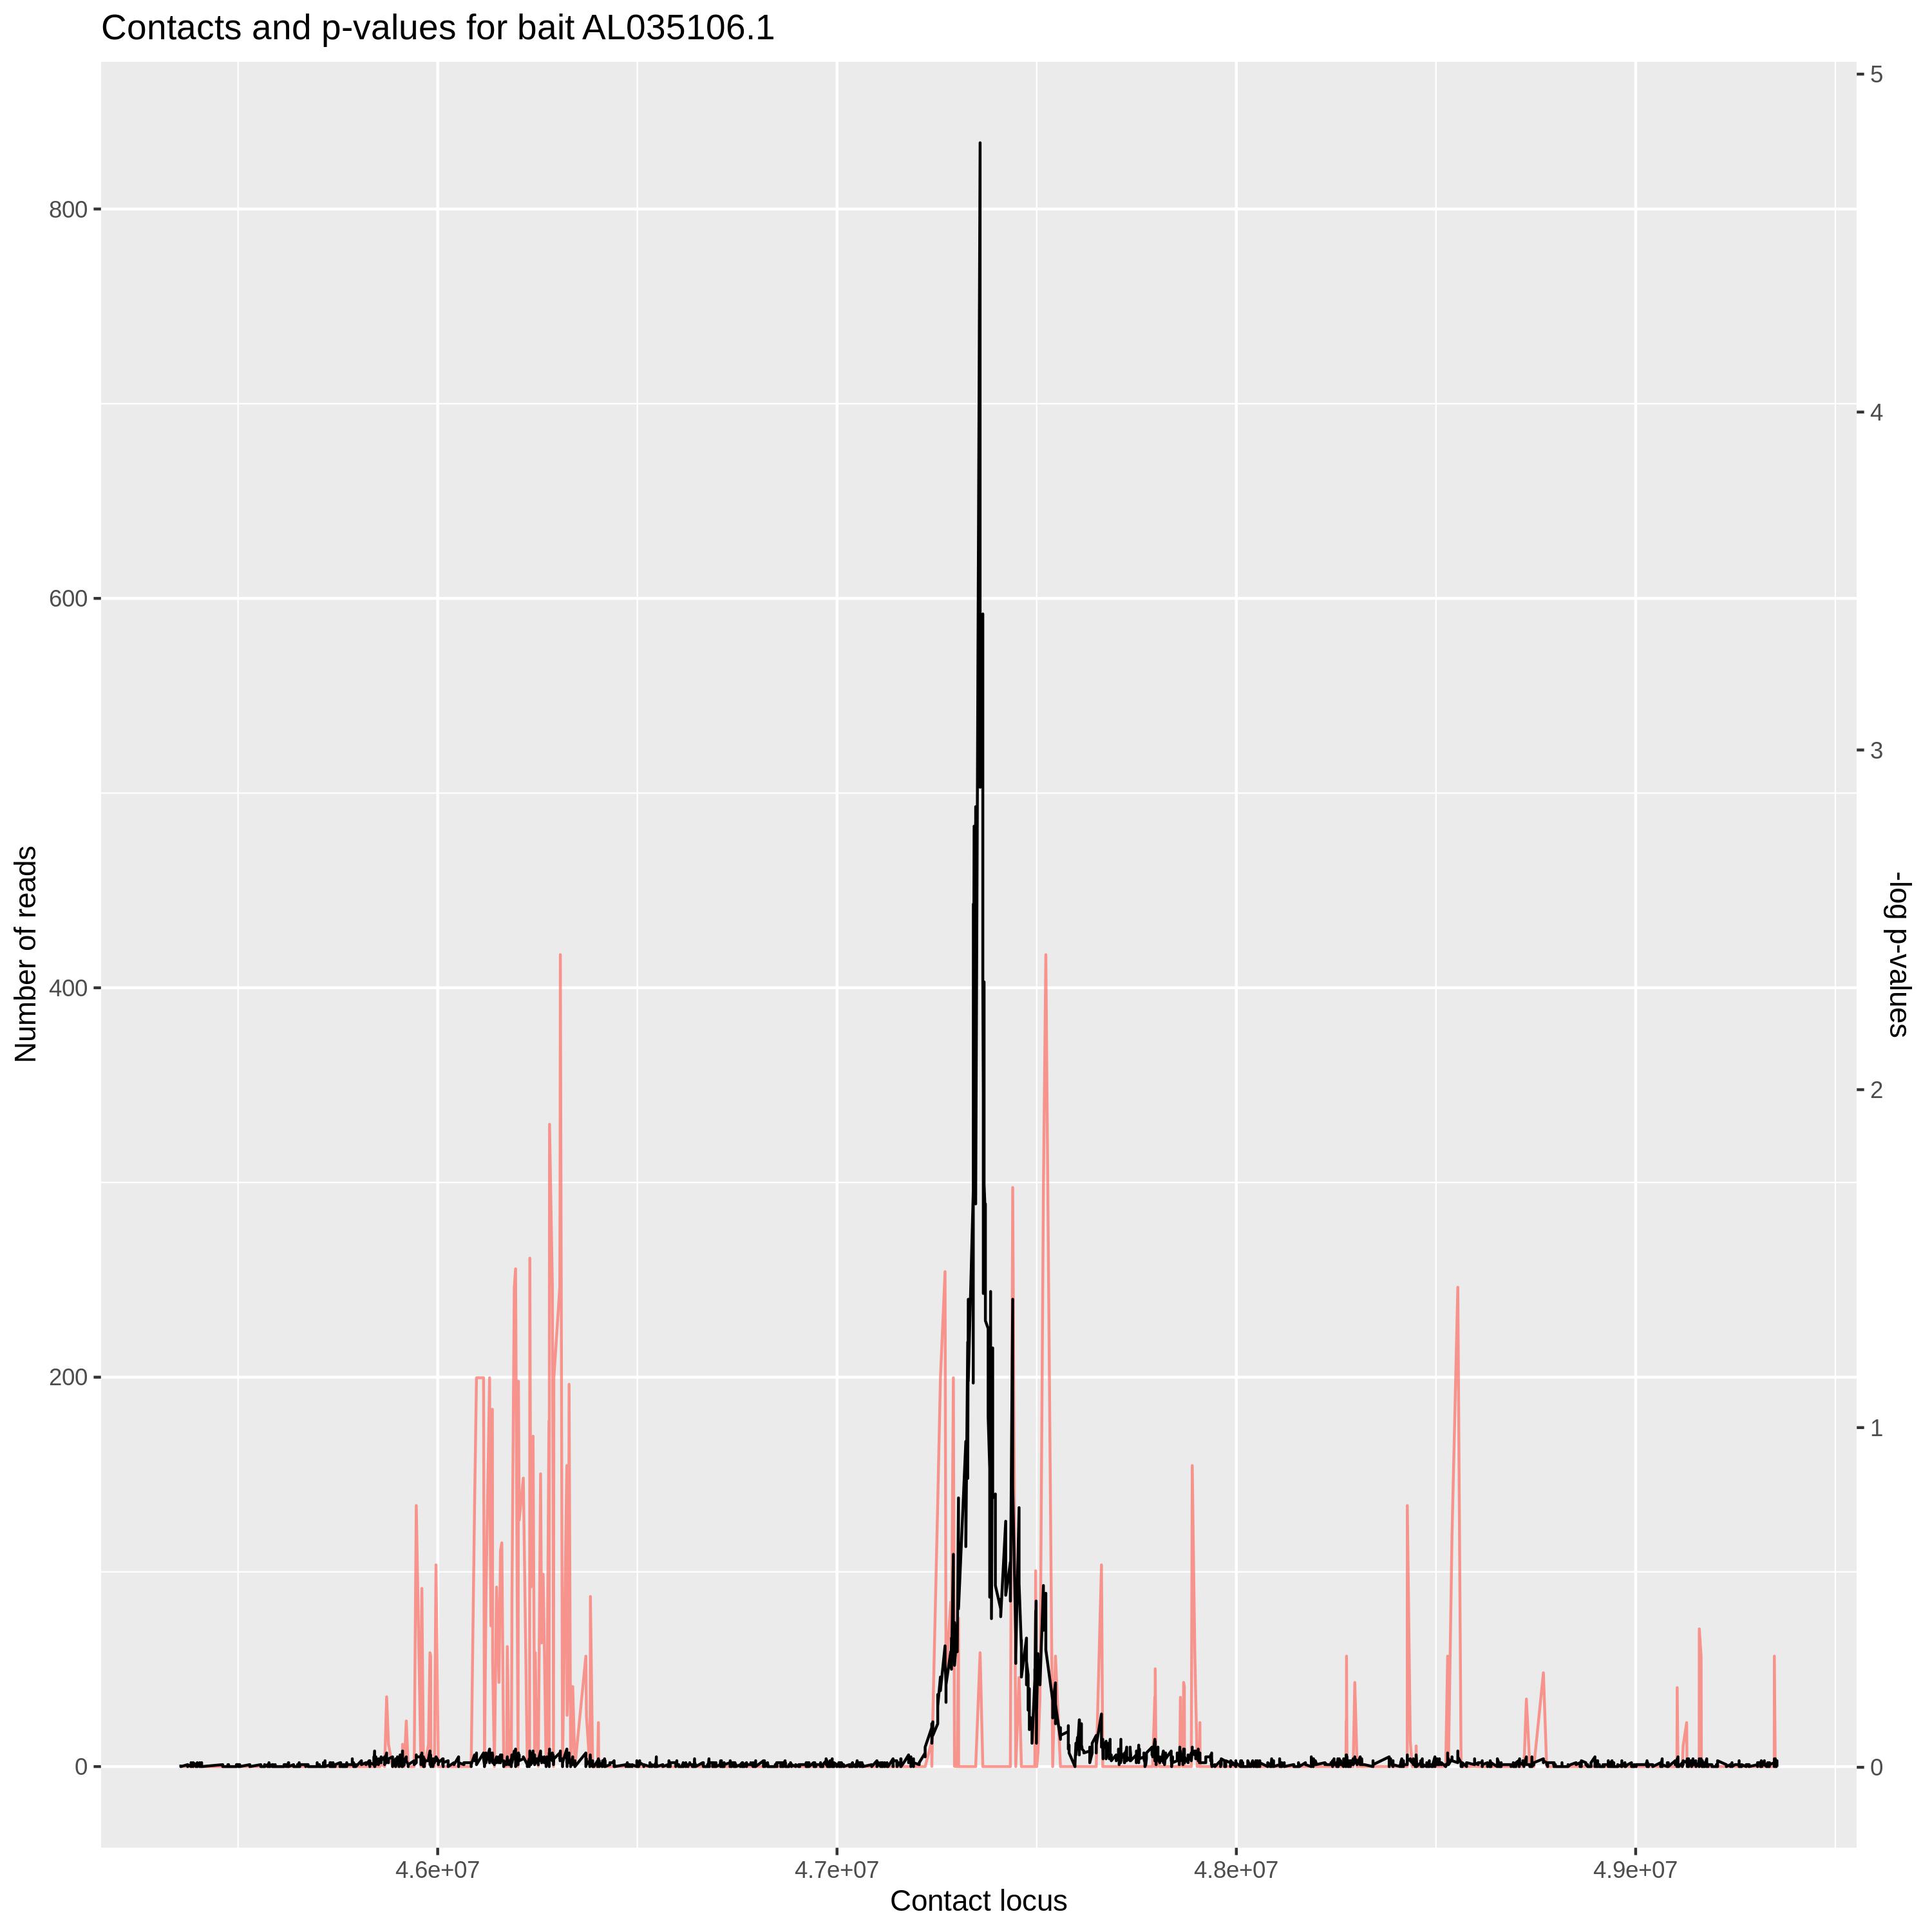 Contacts and p-values for bait AL035106.1
5
800
4
600
3
Number of reads
-log p-values
400
2
200
1
0
0
4.6e+07
4.7e+07
4.8e+07
4.9e+07
Contact locus